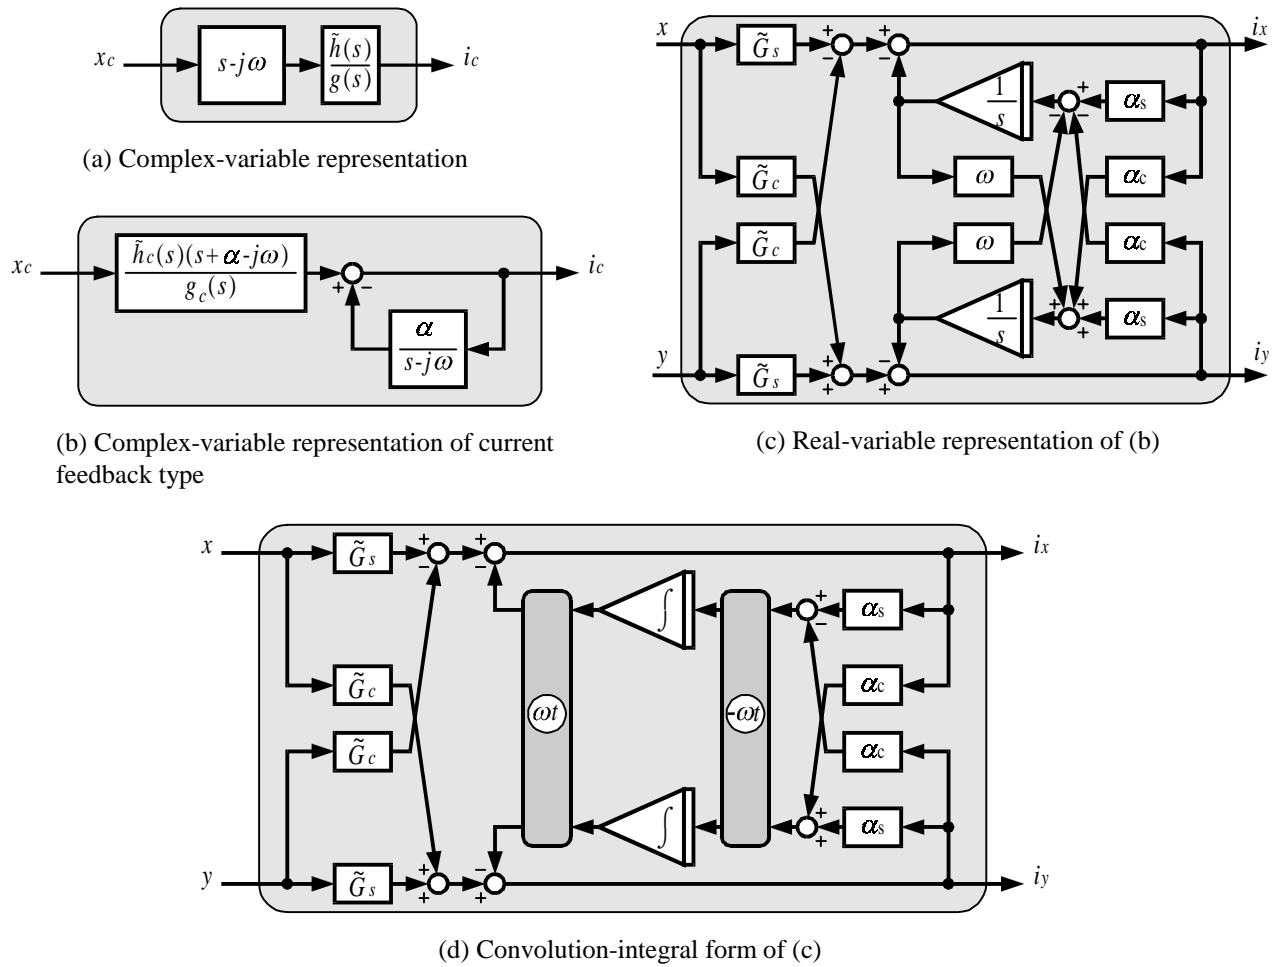 x_c s-jω h̃(s) / g(s) i_c
(a) Complex-variable representation
x_c h̃_c(s)(s+α-jω) / g_c(s) + - i_c
α / s-jω
(b) Complex-variable representation of current
feedback type
x G̃_s + - + - i_x
1/s + - - α_s
G̃_c ω α_c
G̃_c ω α_c
1/s + + + α_s
y G̃_s + + - + i_y
(c) Real-variable representation of (b)
x G̃_s + - + - i_x
∫ + - α_s
G̃_c α_c
ωt -ωt
G̃_c α_c
∫ + + α_s
y G̃_s + + - + i_y
(d) Convolution-integral form of (c)